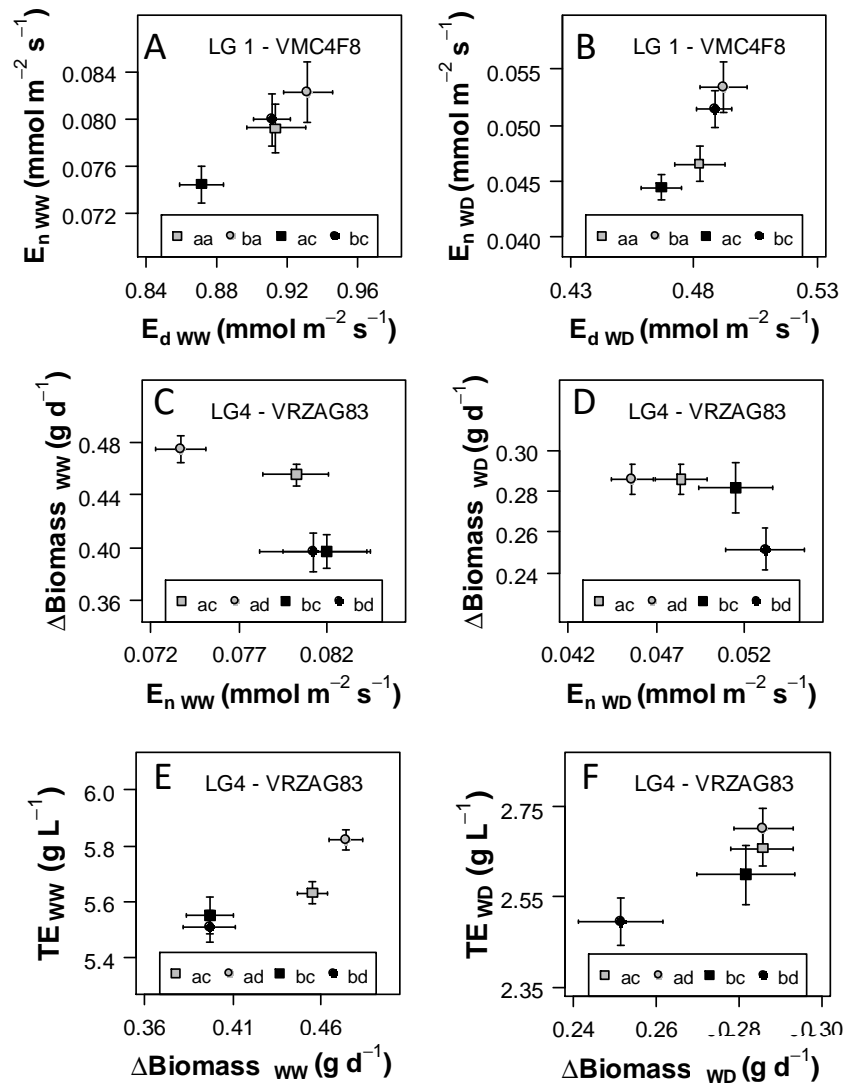 A
LG 1 - VMC4F8
E n WW (mmol m⁻² s⁻¹)
0.084
0.080
0.076
0.072
aa ba ac bc
0.84 0.88 0.92 0.96
E d WW (mmol m⁻² s⁻¹)
B
LG 1 - VMC4F8
E n WD (mmol m⁻² s⁻¹)
0.055
0.050
0.045
0.040
aa ba ac bc
0.43 0.48 0.53
E d WD (mmol m⁻² s⁻¹)
C
LG4 - VRZAG83
ΔBiomass WW (g d⁻¹)
0.48
0.44
0.40
0.36
ac ad bc bd
0.072 0.077 0.082
E n WW (mmol m⁻² s⁻¹)
D
LG4 - VRZAG83
ΔBiomass WD (g d⁻¹)
0.30
0.28
0.26
0.24
ac ad bc bd
0.042 0.047 0.052
E n WD (mmol m⁻² s⁻¹)
E
LG4 - VRZAG83
TE WW (g L⁻¹)
6.0
5.8
5.6
5.4
ac ad bc bd
0.36 0.41 0.46
ΔBiomass WW (g d⁻¹)
F
LG4 - VRZAG83
TE WD (g L⁻¹)
2.75
2.55
2.35
ac ad bc bd
0.24 0.26 0.28 0.30
ΔBiomass WD (g d⁻¹)